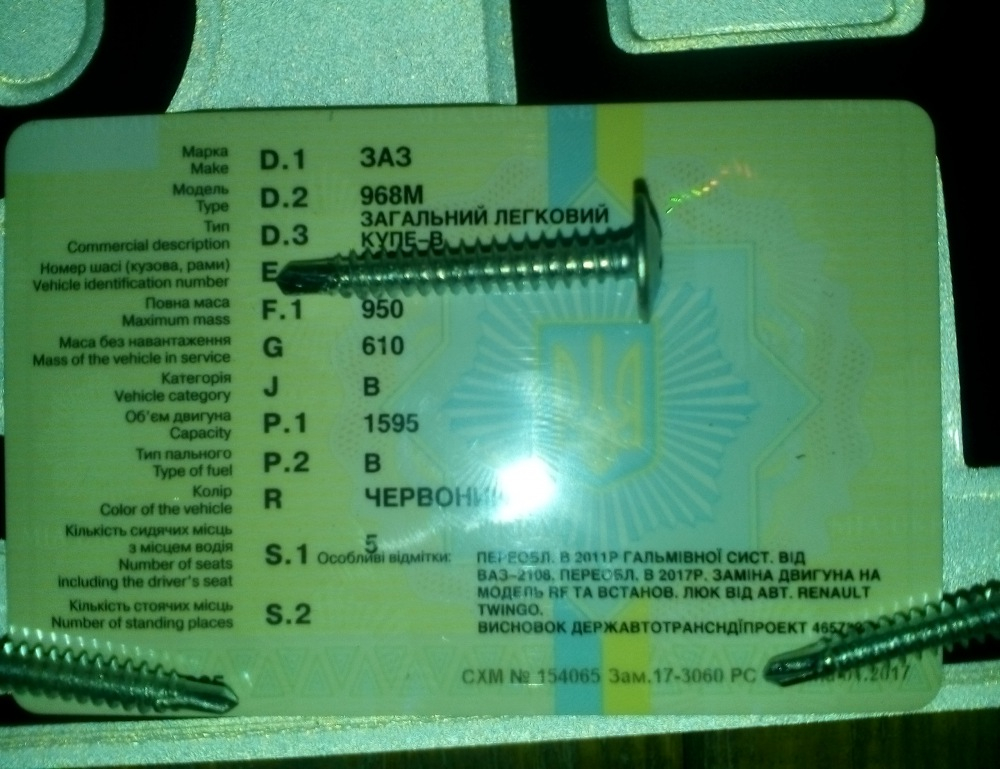 Марка D.1 ЗАЗ
Make
Модель D.2 968М
Type
Тип D.3 ЗАГАЛЬНИЙ ЛЕГКОВИЙ
Commercial description КУПЕ-В
Номер шасі (кузова, рами) E
Vehicle identification number
Повна маса F.1 950
Maximum mass
Маса без навантаження G 610
Mass of the vehicle in service
Категорія J В
Vehicle category
Об'єм двигуна P.1 1595
Capacity
Тип пального P.2 В
Type of fuel
Колір R
Color of the vehicle
Кількість сидячих місць
з місцем водія S.1 5
Number of seats
including the driver's seat
Особливі відмітки: ПЕРЕОБЛ. В 2011Р ГАЛЬМІВНОЇ СИСТ. ВІД
ВАЗ-2108. ПЕРЕОБЛ. В 2017Р. ЗАМІНА ДВИГУНА НА
МОДЕЛЬ RF ТА ВСТАНОВ. ЛЮК ВІД АВТ. RENAULT
TWINGO.
ВИСНОВОК ДЕРЖАВТОТРАНСНДІПРОЕКТ
Кількість стоячих місць S.2
Number of standing places
СХМ № 154065 Зам.17-3060 РС